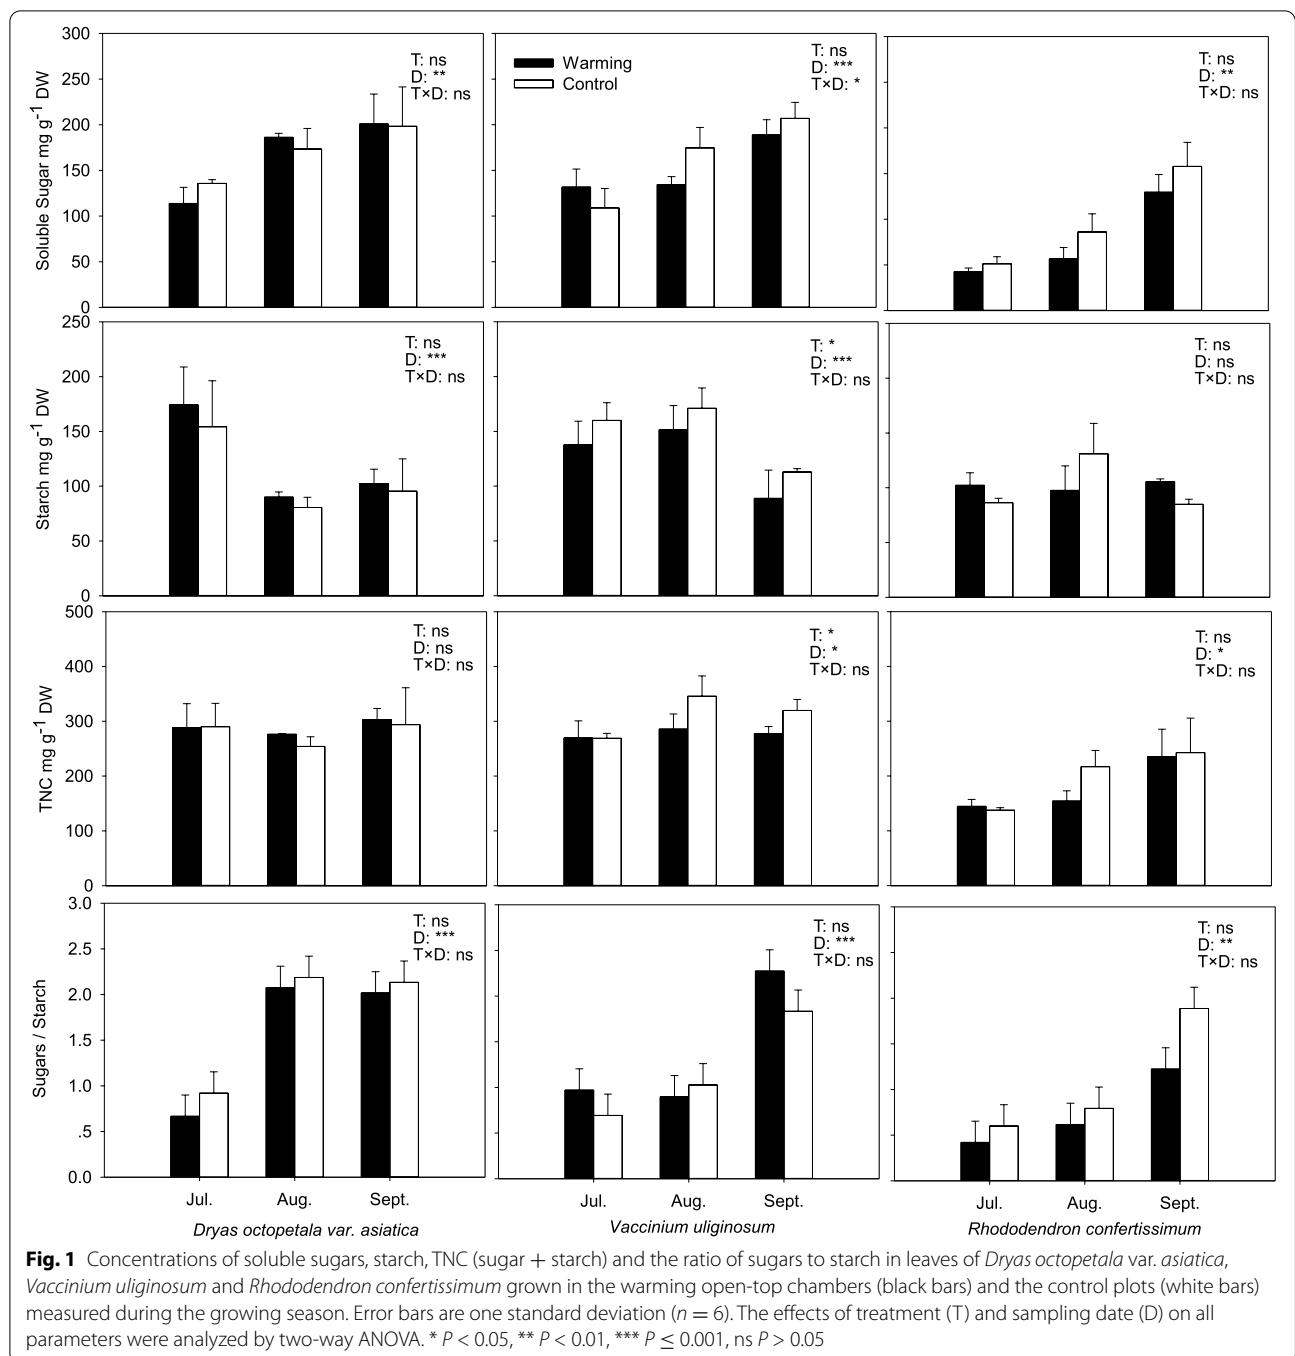 300
250
200
150
100
50
0
Soluble Sugar mg g⁻¹ DW
T: ns
D: **
T×D: ns
Warming
Control
T: ns
D: ***
T×D: *
T: ns
D: **
T×D: ns
250
200
150
100
50
0
Starch mg g⁻¹ DW
T: ns
D: ***
T×D: ns
T: *
D: ***
T×D: ns
T: ns
D: ns
T×D: ns
500
400
300
200
100
0
TNC mg g⁻¹ DW
T: ns
D: ns
T×D: ns
T: *
D: *
T×D: ns
T: ns
D: *
T×D: ns
3.0
2.5
2.0
1.5
1.0
.5
0.0
Sugars / Starch
T: ns
D: ***
T×D: ns
T: ns
D: ***
T×D: ns
T: ns
D: **
T×D: ns
Jul. Aug. Sept.
Dryas octopetala var. asiatica
Jul. Aug. Sept.
Vaccinium uliginosum
Jul. Aug. Sept.
Rhododendron confertissimum
Fig. 1 Concentrations of soluble sugars, starch, TNC (sugar + starch) and the ratio of sugars to starch in leaves of Dryas octopetala var. asiatica,
Vaccinium uliginosum and Rhododendron confertissimum grown in the warming open-top chambers (black bars) and the control plots (white bars)
measured during the growing season. Error bars are one standard deviation (n = 6). The effects of treatment (T) and sampling date (D) on all
parameters were analyzed by two-way ANOVA. * P < 0.05, ** P < 0.01, *** P ≤ 0.001, ns P > 0.05